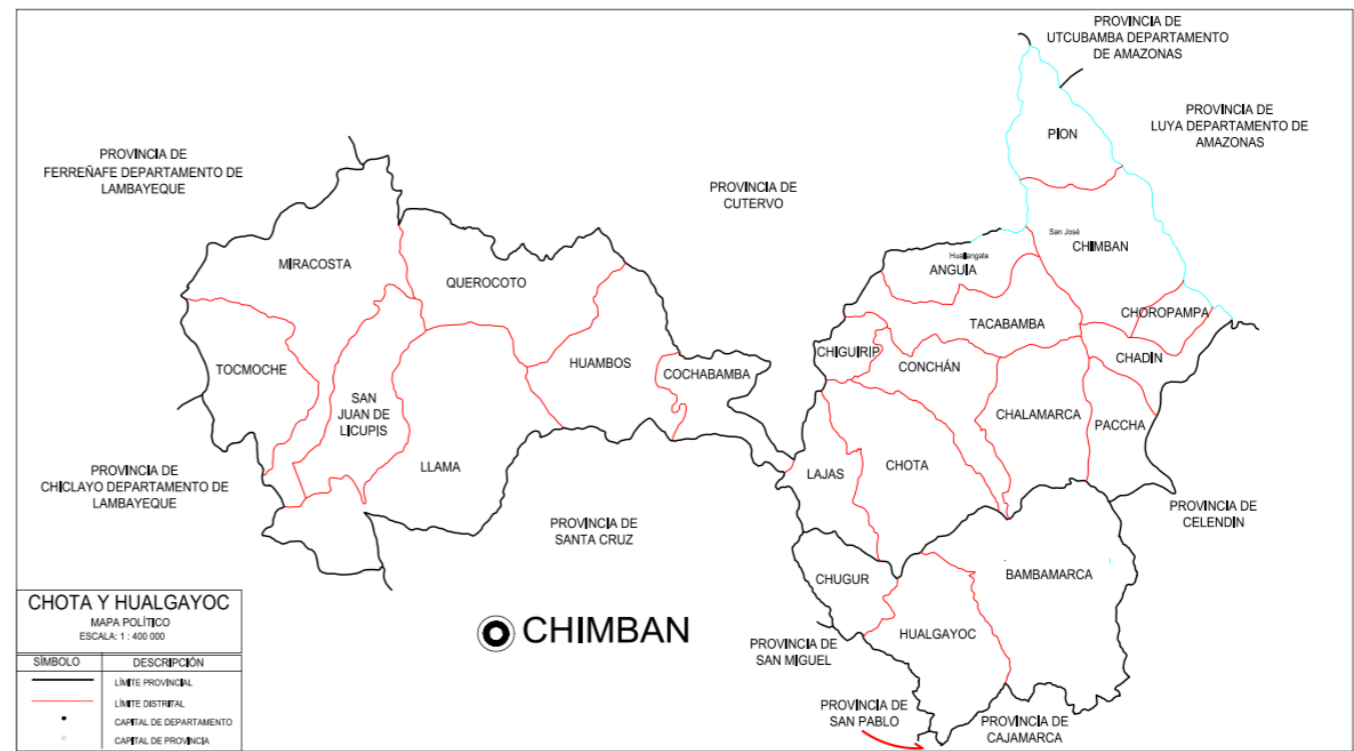 PROVINCIA DE
UTCUBAMBA DEPARTAMENTO
DE AMAZONAS
PROVINCIA DE
LUYA DEPARTAMENTO DE
AMAZONAS
PION
PROVINCIA DE
FERREÑAFE DEPARTAMENTO DE
LAMBAYEQUE
PROVINCIA DE
CUTERVO
San José
CHIMBAN
Huallangate
ANGUIA
MIRACOSTA
QUEROCOTO
CHOROPAMPA
TACABAMBA
CHIGUIRIP
CHADIN
TOCMOCHE
HUAMBOS
COCHABAMBA
CONCHÁN
SAN
JUAN DE
LICUPIS
CHALAMARCA
PACCHA
LLAMA
LAJAS
CHOTA
PROVINCIA DE
CHICLAYO DEPARTAMENTO DE
LAMBAYEQUE
PROVINCIA DE
CELENDIN
PROVINCIA DE
SANTA CRUZ
CHUGUR
BAMBAMARCA
CHIMBAN
HUALGAYOC
PROVINCIA DE
SAN MIGUEL
PROVINCIA DE
SAN PABLO
PROVINCIA DE
CAJAMARCA
CHOTA Y HUALGAYOC
MAPA POLÍTICO
ESCALA: 1 : 400 000
SÍMBOLO DESCRIPCIÓN
LÍMITE PROVINCIAL
LÍMITE DISTRITAL
CAPITAL DE DEPARTAMENTO
CAPITAL DE PROVINCIA